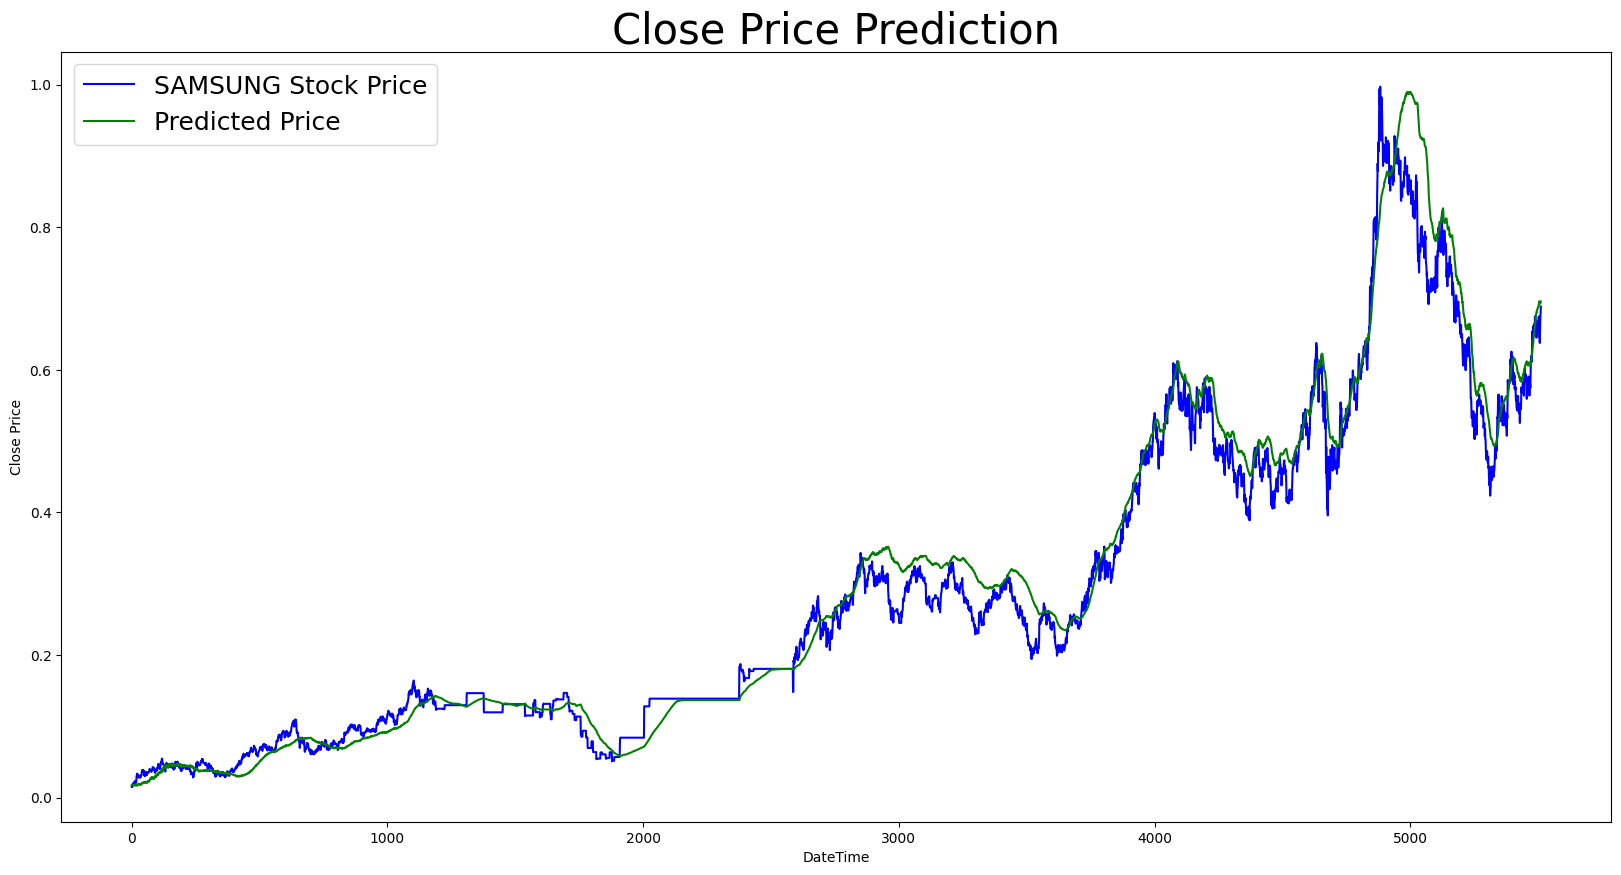 Close Price Prediction
SAMSUNG Stock Price
Predicted Price
Close Price
1.0
0.8
0.6
0.4
0.2
0.0
0 1000 2000 3000 4000 5000
DateTime